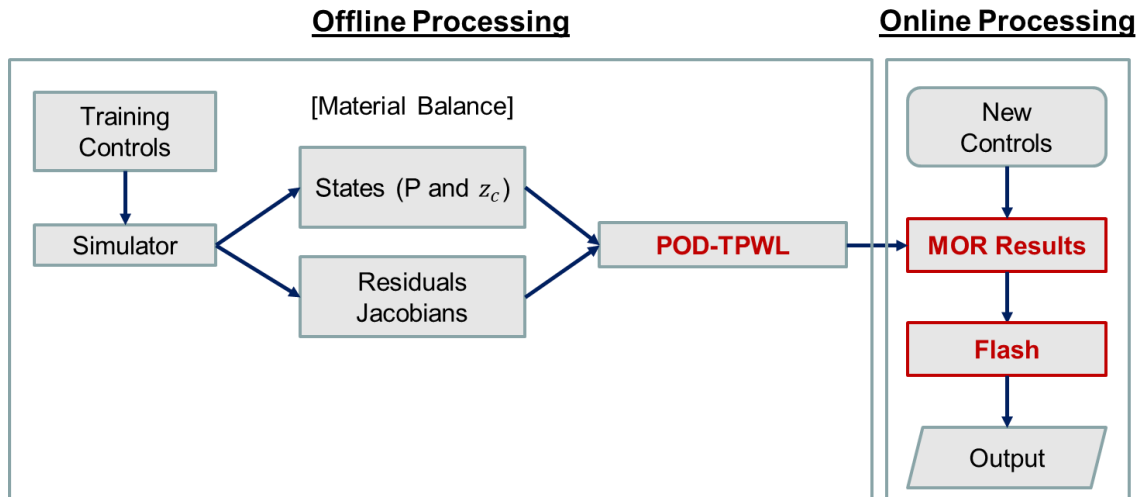 Offline Processing
Online Processing
Training
Controls
Simulator
[Material Balance]
States (P and z_c)
Residuals
Jacobians
POD-TPWL
New
Controls
MOR Results
Flash
Output